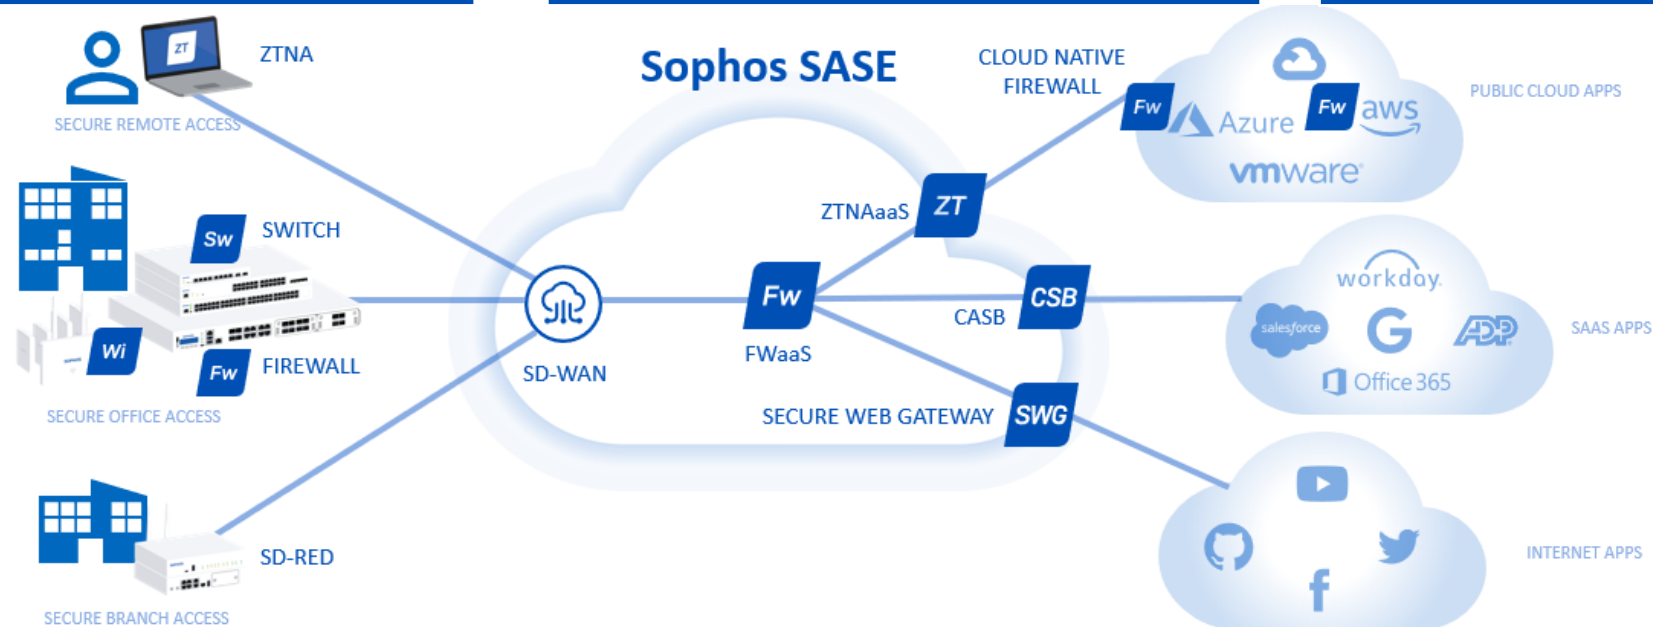 ZT
ZTNA
SECURE REMOTE ACCESS
Sw
SWITCH
Wi
Fw
FIREWALL
SECURE OFFICE ACCESS
SD-RED
SECURE BRANCH ACCESS
Sophos SASE
SD-WAN
Fw
FWaaS
ZTNAaaS
ZT
CASB
CSB
SECURE WEB GATEWAY
SWG
CLOUD NATIVE
FIREWALL
Fw
Azure
Fw
aws
vmware
PUBLIC CLOUD APPS
workday.
salesforce
G
ADP
Office 365
SAAS APPS
f
INTERNET APPS